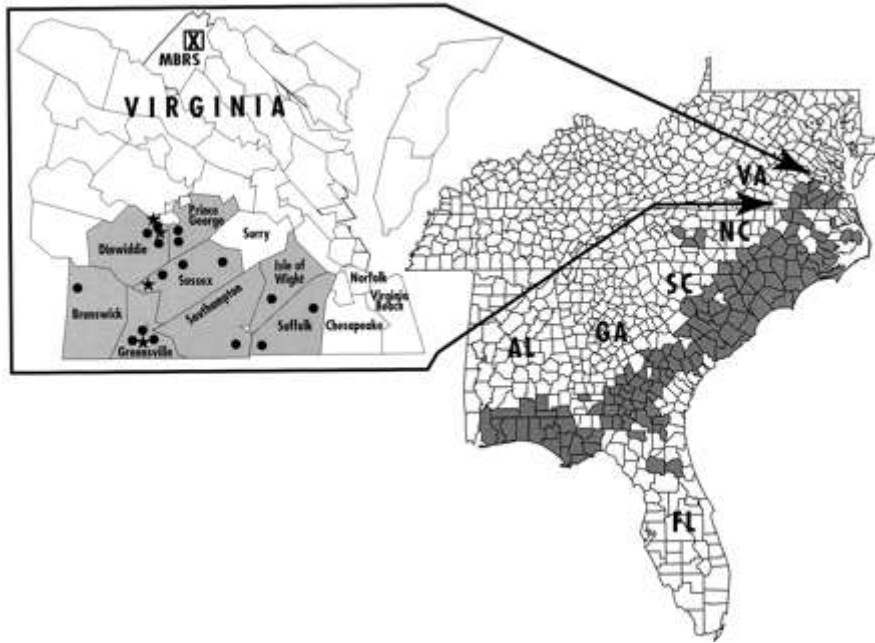 X
MBRS
VIRGINIA
Prince
George
Dinwiddie
Surry
Sussex
Isle of
Wight
Norfolk
Virginia
Beach
Southampton
Brunswick
Suffolk
Chesapeake
Greensville
VA
NC
SC
GA
AL
FL